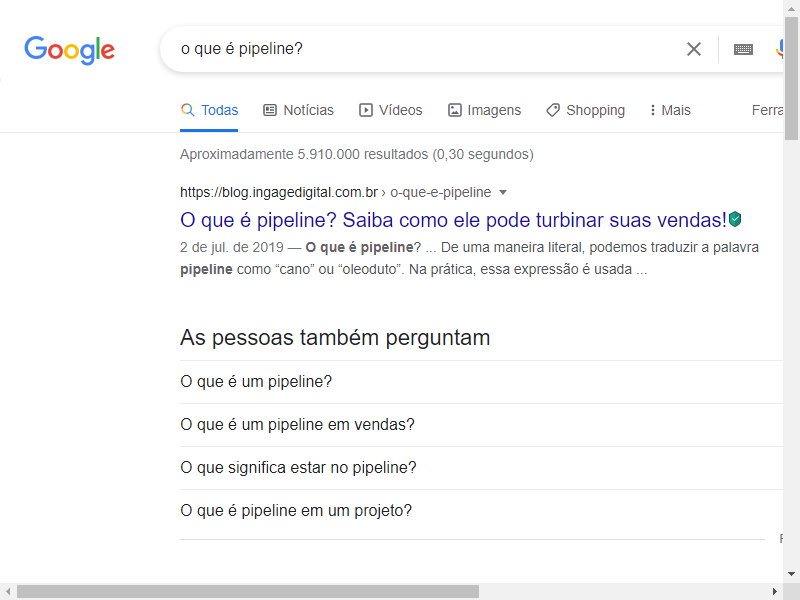 Google
o que é pipeline?
Todas Notícias Vídeos Imagens Shopping Mais Ferra
Aproximadamente 5.910.000 resultados (0,30 segundos)
https://blog.ingagedigital.com.br › o-que-e-pipeline
O que é pipeline? Saiba como ele pode turbinar suas vendas!
2 de jul. de 2019 — O que é pipeline? ... De uma maneira literal, podemos traduzir a palavra
pipeline como “cano” ou “oleoduto”. Na prática, essa expressão é usada ...
As pessoas também perguntam
O que é um pipeline?
O que é um pipeline em vendas?
O que significa estar no pipeline?
O que é pipeline em um projeto?